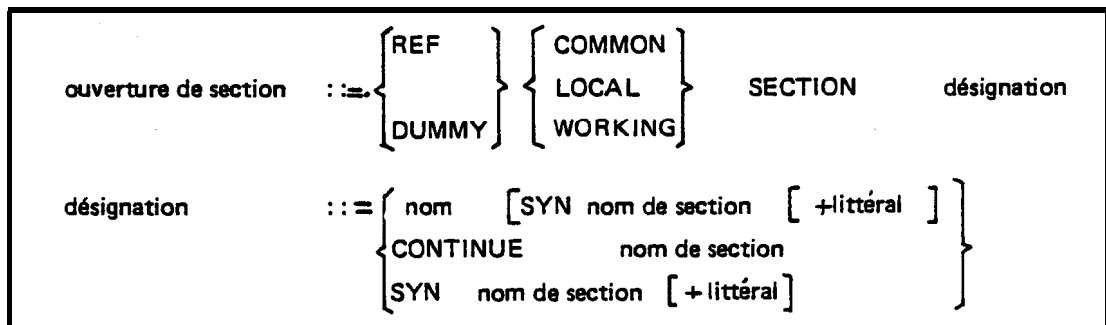 REF COMMON
ouverture de section ::= LOCAL SECTION désignation
DUMMY WORKING
désignation ::= { nom [SYN nom de section [ +littéral ]
CONTINUE nom de section
SYN nom de section [ +littéral]